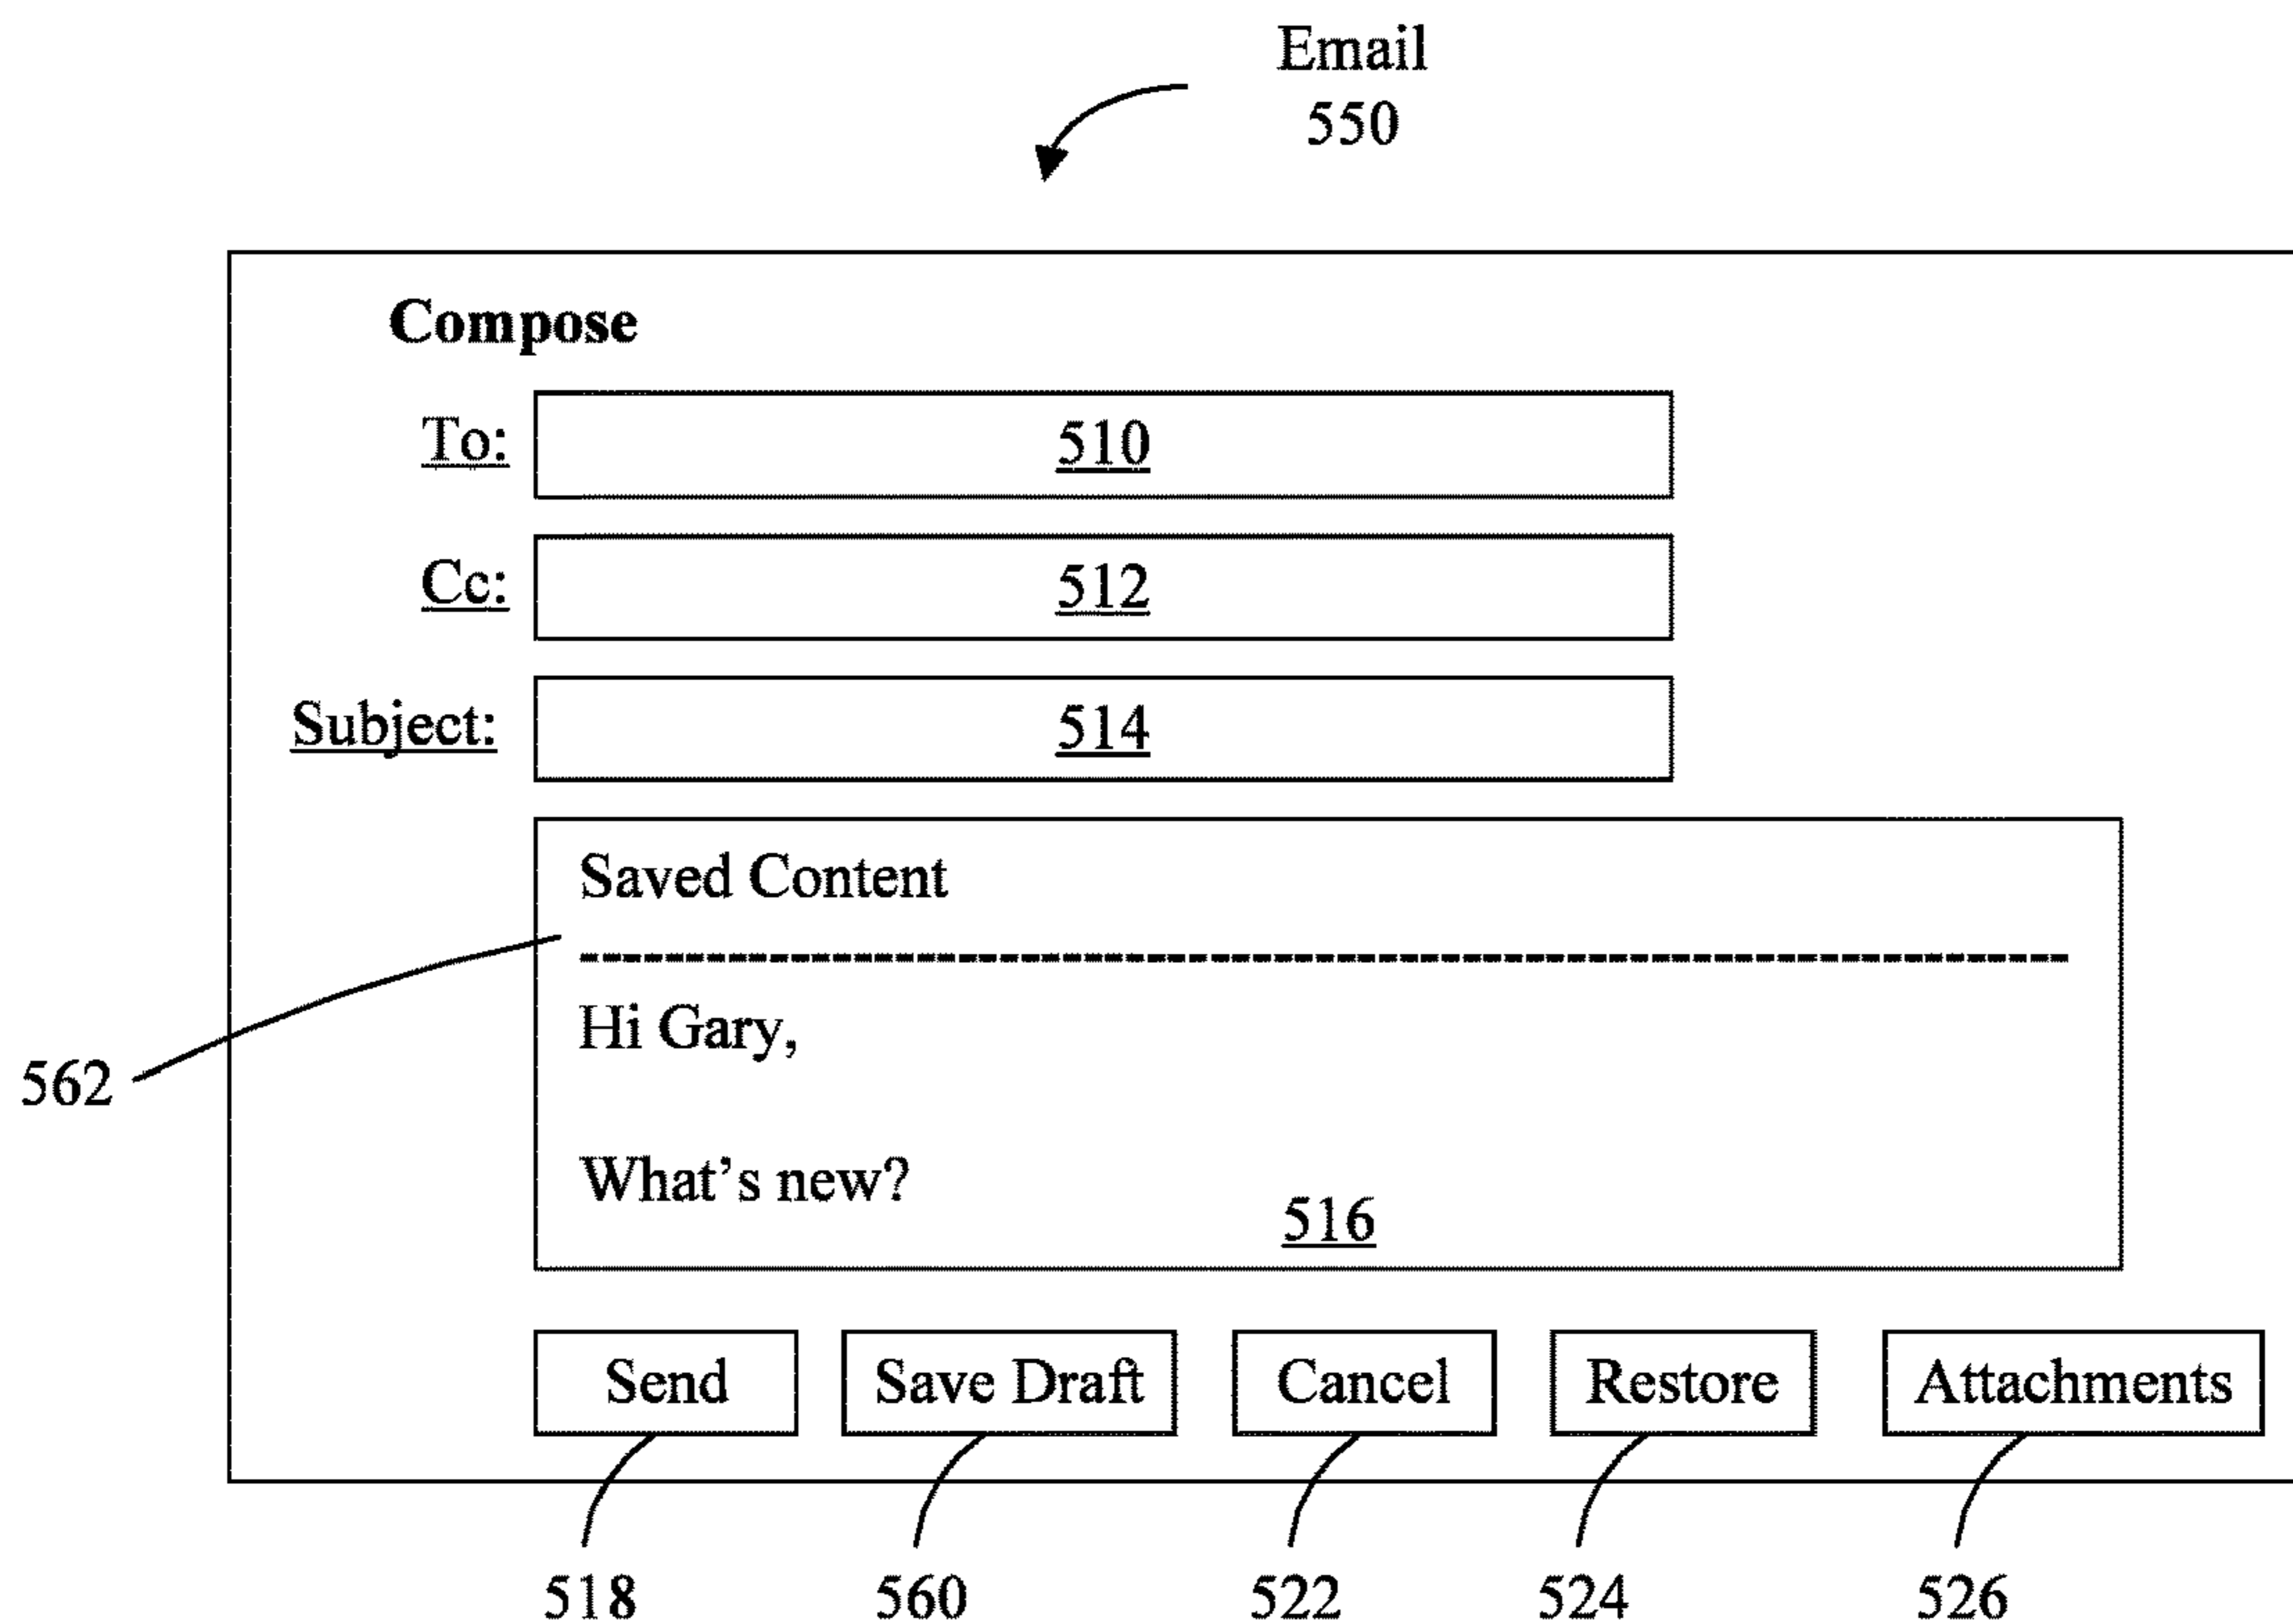 Email
550
Compose
To: 510
Cc: 512
Subject: 514
Saved Content
--------------------------------------------------------
Hi Gary,
562
What's new?
516
Send Save Draft Cancel Restore Attachments
518 560 522 524 526